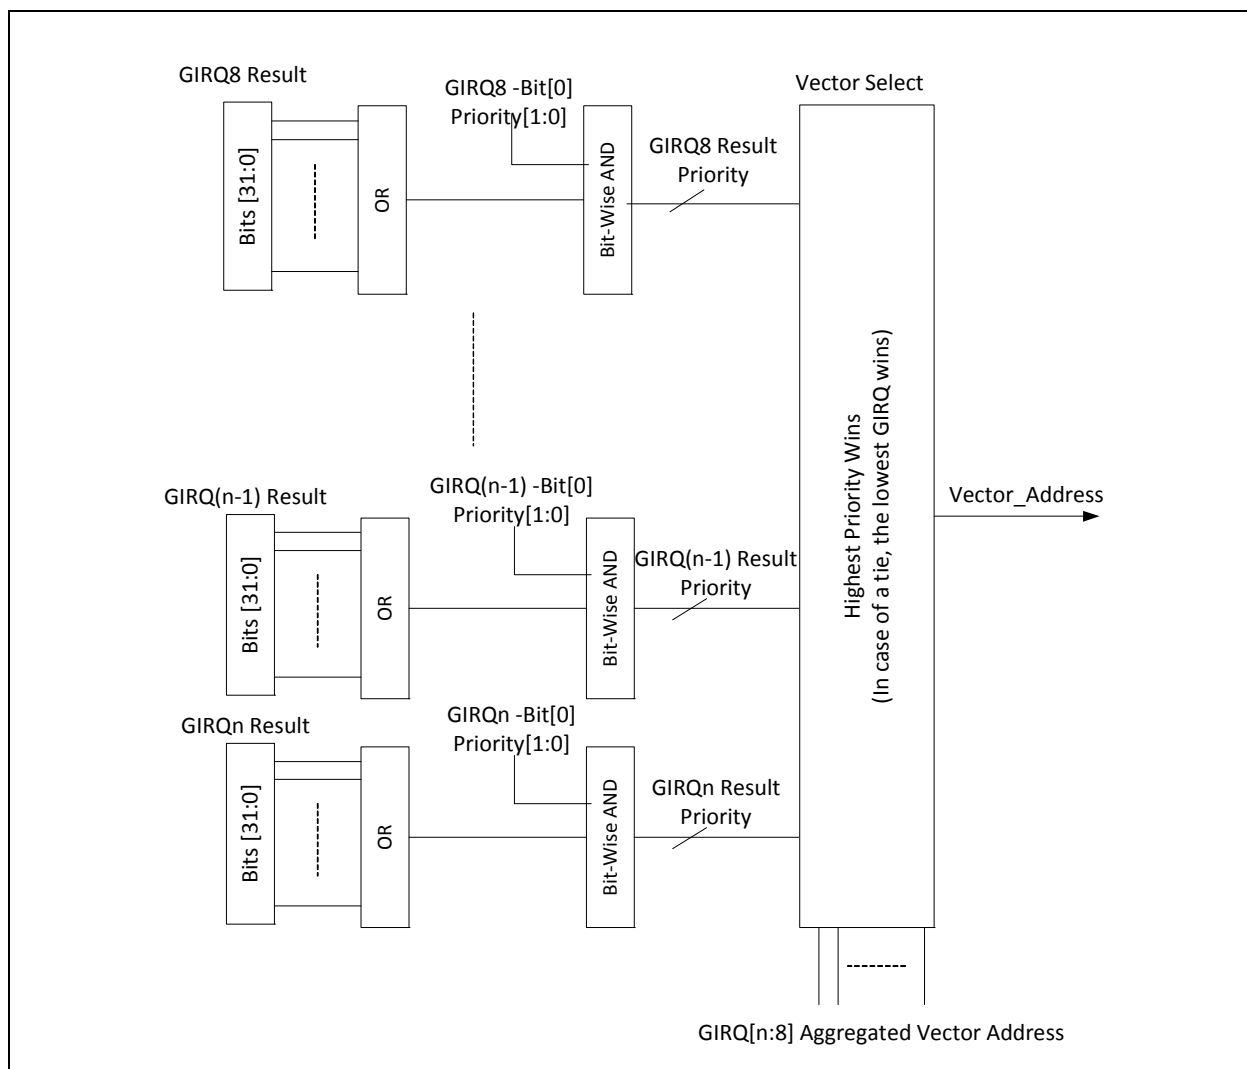 GIRQ8 Result
Bits [31:0]
OR
GIRQ8 -Bit[0]
Priority[1:0]
Bit-Wise AND
GIRQ8 Result
Priority
Vector Select
Highest Priority Wins
(In case of a tie, the lowest GIRQ wins)
Vector_Address
GIRQ(n-1) Result
Bits [31:0]
OR
GIRQ(n-1) -Bit[0]
Priority[1:0]
Bit-Wise AND
GIRQ(n-1) Result
Priority
GIRQn Result
Bits [31:0]
OR
GIRQn -Bit[0]
Priority[1:0]
Bit-Wise AND
GIRQn Result
Priority
GIRQ[n:8] Aggregated Vector Address